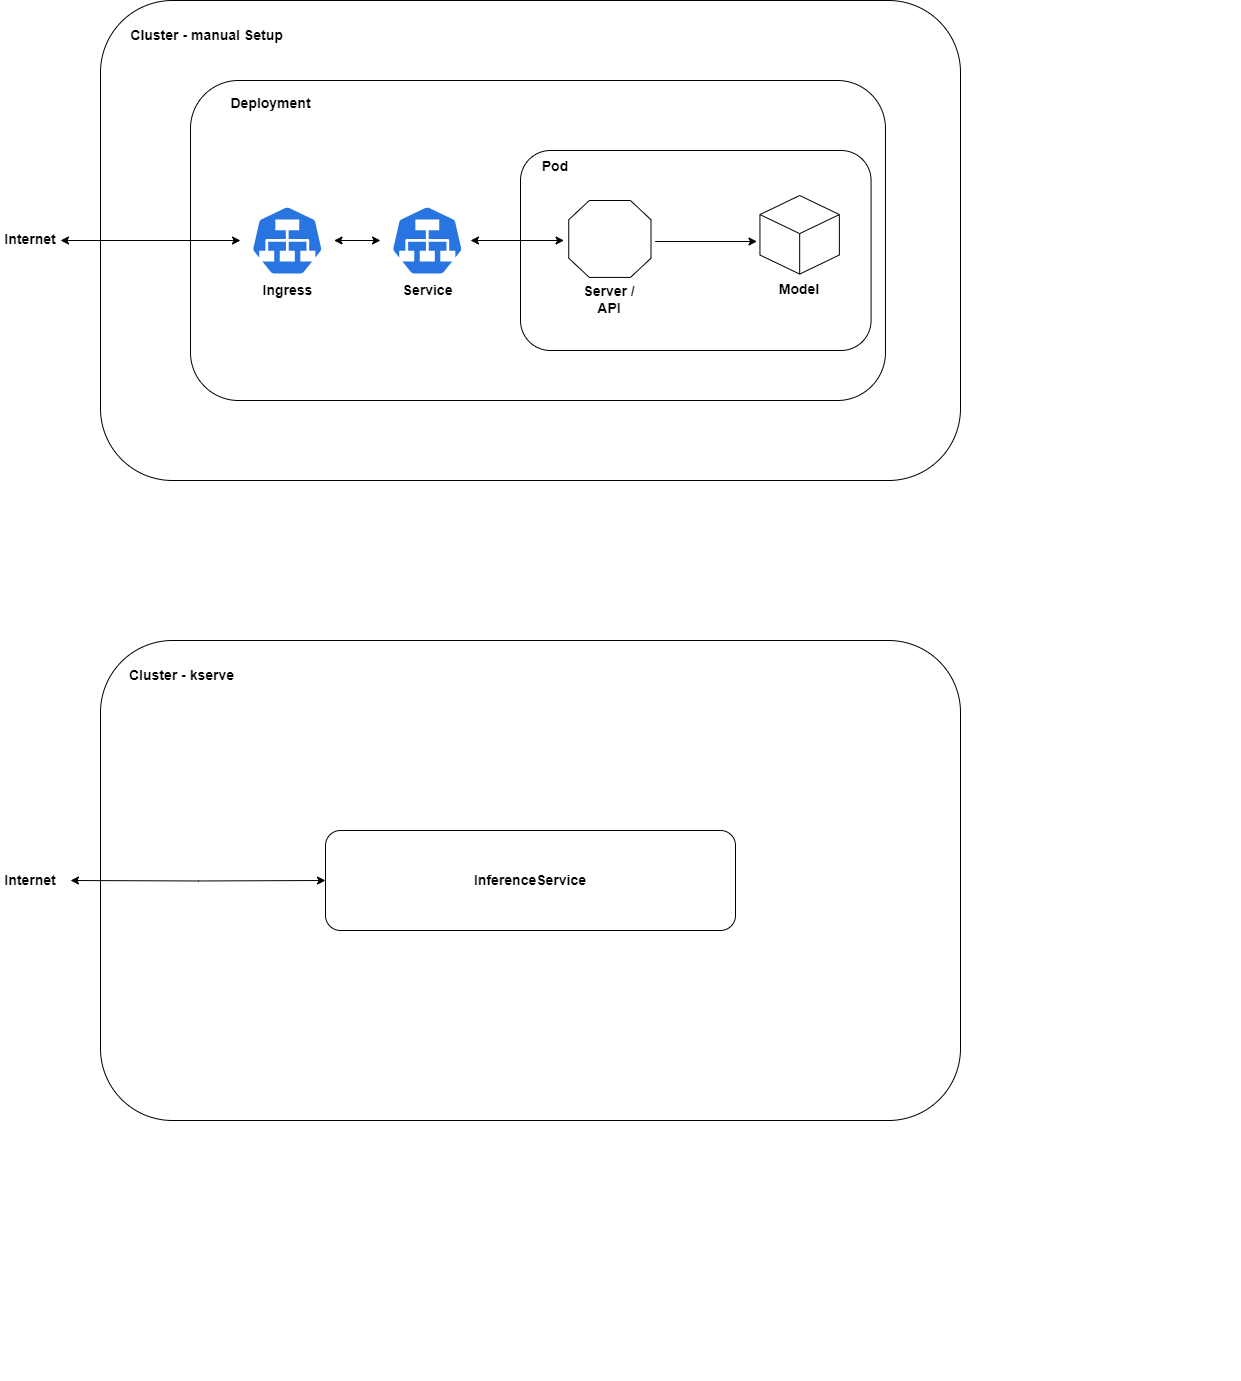 Cluster - manual Setup
Deployment
Pod
Internet
Ingress
Service
Server /
API
Model
Cluster - kserve
Internet
InferenceService